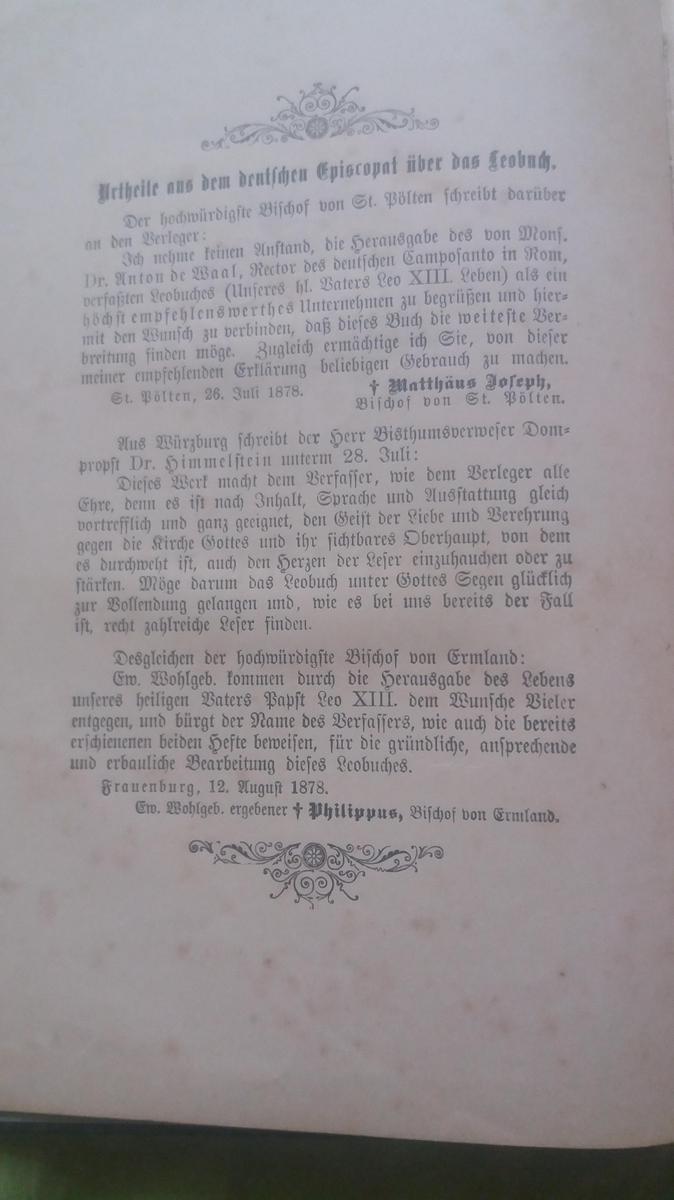 Urtheile aus dem deutschen Episcopat über das Leobuch.
Der hochwürdigste Bischof von St. Pölten schreibt darüber
an den Verleger:
Ich nehme keinen Anstand, die Herausgabe des von Mons.
Dr. Anton de Waal, Rector des deutschen Camposanto in Rom,
verfaßten Leobuches (Unseres hl. Vaters Leo XIII. Leben) als ein
höchst empfehlenswerthes Unternehmen zu begrüßen und hier-
mit den Wunsch zu verbinden, daß dieses Buch die weiteste Ver-
breitung finden möge. Zugleich ermächtige ich Sie, von dieser
meiner empfehlenden Erklärung beliebigen Gebrauch zu machen.
St. Pölten, 26. Juli 1878.
† Matthäus Joseph,
Bischof von St. Pölten.
Aus Würzburg schreibt der Herr Bisthumsverweser Dom-
propst Dr. Himmelstein unterm 28. Juli:
Dieses Werk macht dem Verfasser, wie dem Verleger alle
Ehre, denn es ist nach Inhalt, Sprache und Ausstattung gleich
vortrefflich und ganz geeignet, den Geist der Liebe und Verehrung
gegen die Kirche Gottes und ihr sichtbares Oberhaupt, von dem
es durchweht ist, auch den Herzen der Leser einzuhauchen oder zu
stärken. Möge darum das Leobuch unter Gottes Segen glücklich
zur Vollendung gelangen und, wie es bei uns bereits der Fall
ist, recht zahlreiche Leser finden.
Desgleichen der hochwürdigste Bischof von Ermland:
Ew. Wohlgeb. kommen durch die Herausgabe des Lebens
unseres heiligen Vaters Papst Leo XIII. dem Wunsche Vieler
entgegen, und bürgt der Name des Verfassers, wie auch die bereits
erschienenen beiden Hefte beweisen, für die gründliche, ansprechende
und erbauliche Bearbeitung dieses Leobuches.
Frauenburg, 12. August 1878.
Ew. Wohlgeb. ergebener † Philippus, Bischof von Ermland.